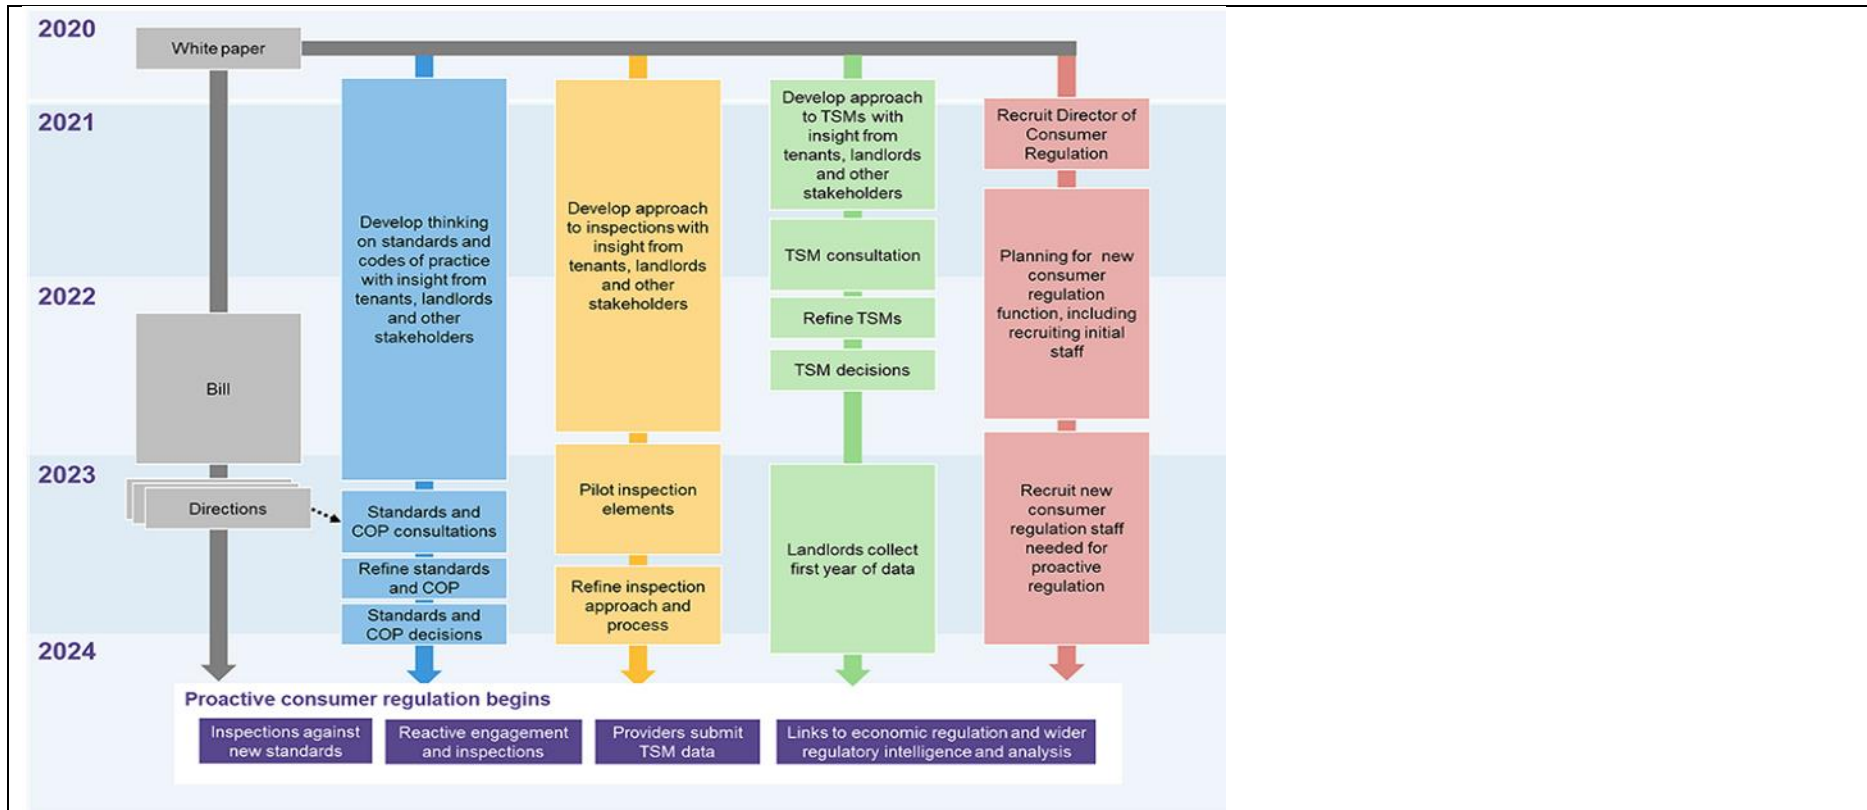 2020
White paper
2021
2022
Bill
2023
Directions
2024
Develop thinking
on standards and
codes of practice
with insight from
tenants, landlords
and other
stakeholders
Standards and
COP consultations
Refine standards
and COP
Standards and
COP decisions
Develop approach
to inspections with
insight from
tenants, landlords
and other
stakeholders
Pilot inspection
elements
Refine inspection
approach and
process
Develop approach
to TSMs with
insight from
tenants, landlords
and other
stakeholders
TSM consultation
Refine TSMs
TSM decisions
Landlords collect
first year of data
Recruit Director of
Consumer
Regulation
Planning for new
consumer
regulation
function, including
recruiting initial
staff
Recruit new
consumer
regulation staff
needed for
proactive
regulation
Proactive consumer regulation begins
Inspections against
new standards
Reactive engagement
and inspections
Providers submit
TSM data
Links to economic regulation and wider
regulatory intelligence and analysis